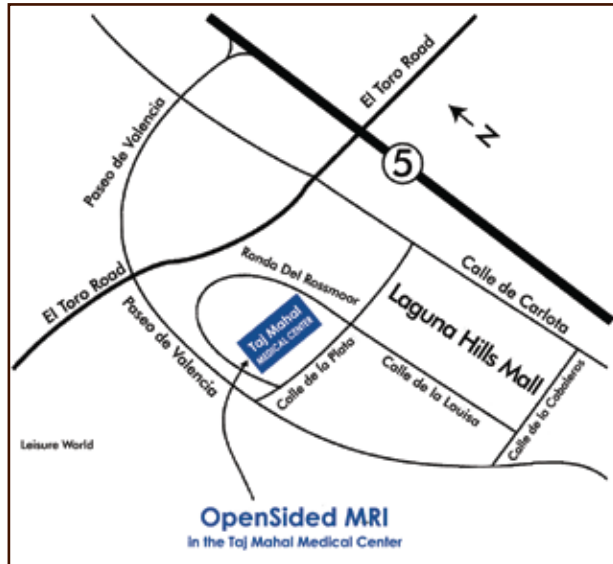 El Toro Road
N
Paseo de Valencia
5
Ronda Del Rossmoor
Calle de Carlota
El Toro Road
Laguna Hills Mall
Taj Mahal
MEDICAL CENTER
Paseo de Valencia
Calle de la Plata
Calle de la Louisa
Calle de la Cabaleros
Leisure World
OpenSided MRI
in the Taj Mahal Medical Center